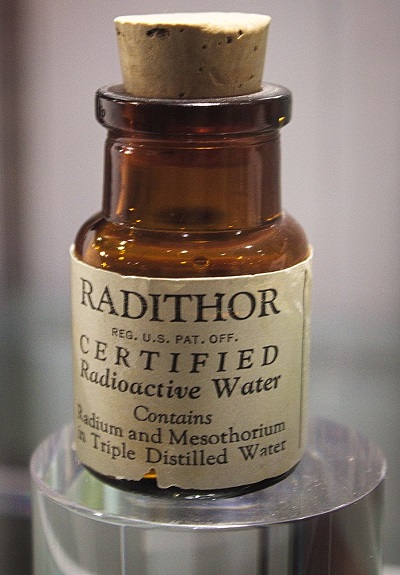 RADITHOR
REG. U.S. PAT. OFF.
CERTIFIED
Radioactive Water
Contains
Radium and Mesothorium
in Triple Distilled Water